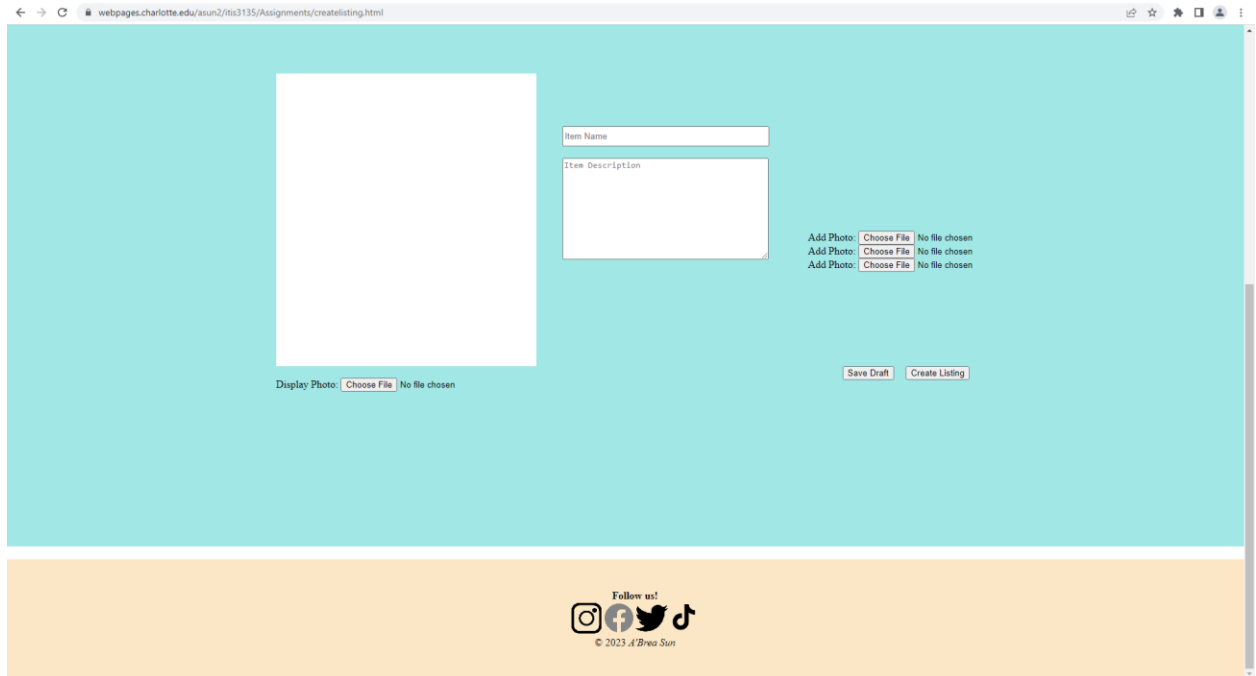 webpages.charlotte.edu/asun2/itis3135/Assignments/createlisting.html
Item Name
Item Description
Add Photo: Choose File No file chosen
Add Photo: Choose File No file chosen
Add Photo: Choose File No file chosen
Save Draft Create Listing
Display Photo: Choose File No file chosen
Follow us!
© 2023 A'Brea Sun